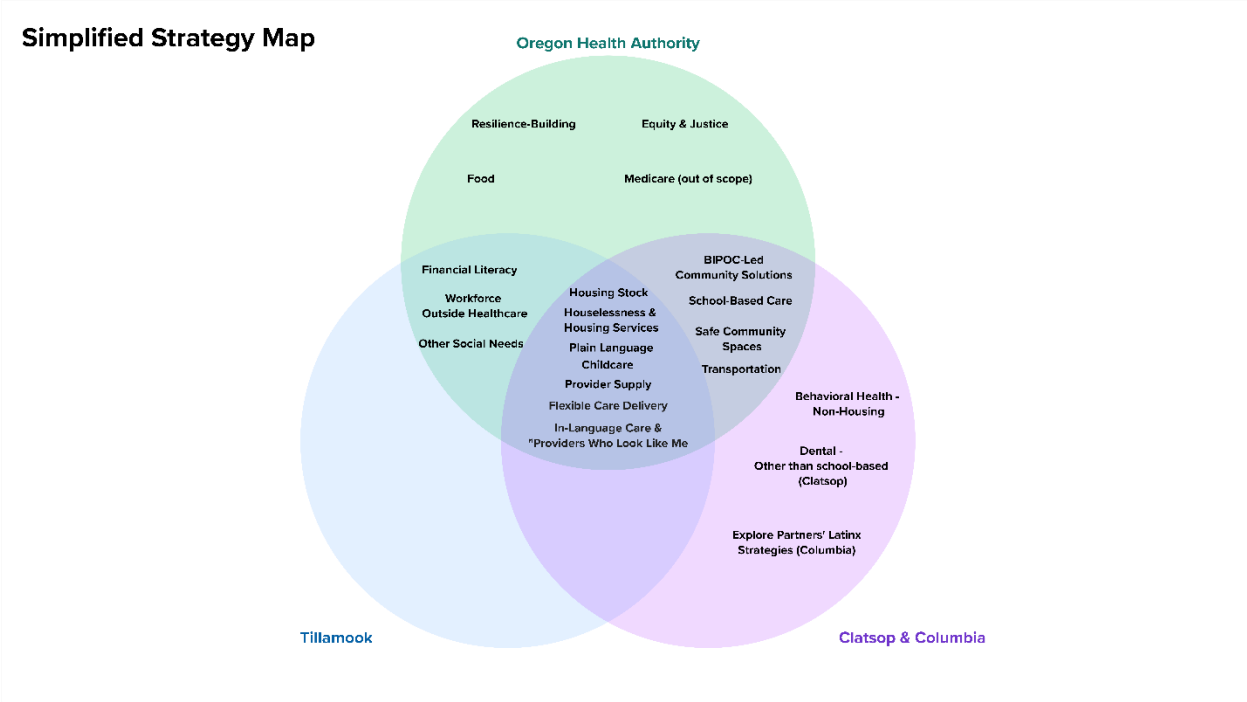 Simplified Strategy Map
Oregon Health Authority
Resilience-Building
Equity & Justice
Food
Medicare (out of scope)
Financial Literacy
Workforce
Outside Healthcare
Other Social Needs
Housing Stock
Houselessness &
Housing Services
Plain Language
Childcare
Provider Supply
Flexible Care Delivery
In-Language Care &
"Providers Who Look Like Me
BIPOC-Led
Community Solutions
School-Based Care
Safe Community
Spaces
Transportation
Behavioral Health -
Non-Housing
Dental -
Other than school-based
(Clatsop)
Explore Partners' Latinx
Strategies (Columbia)
Tillamook
Clatsop & Columbia